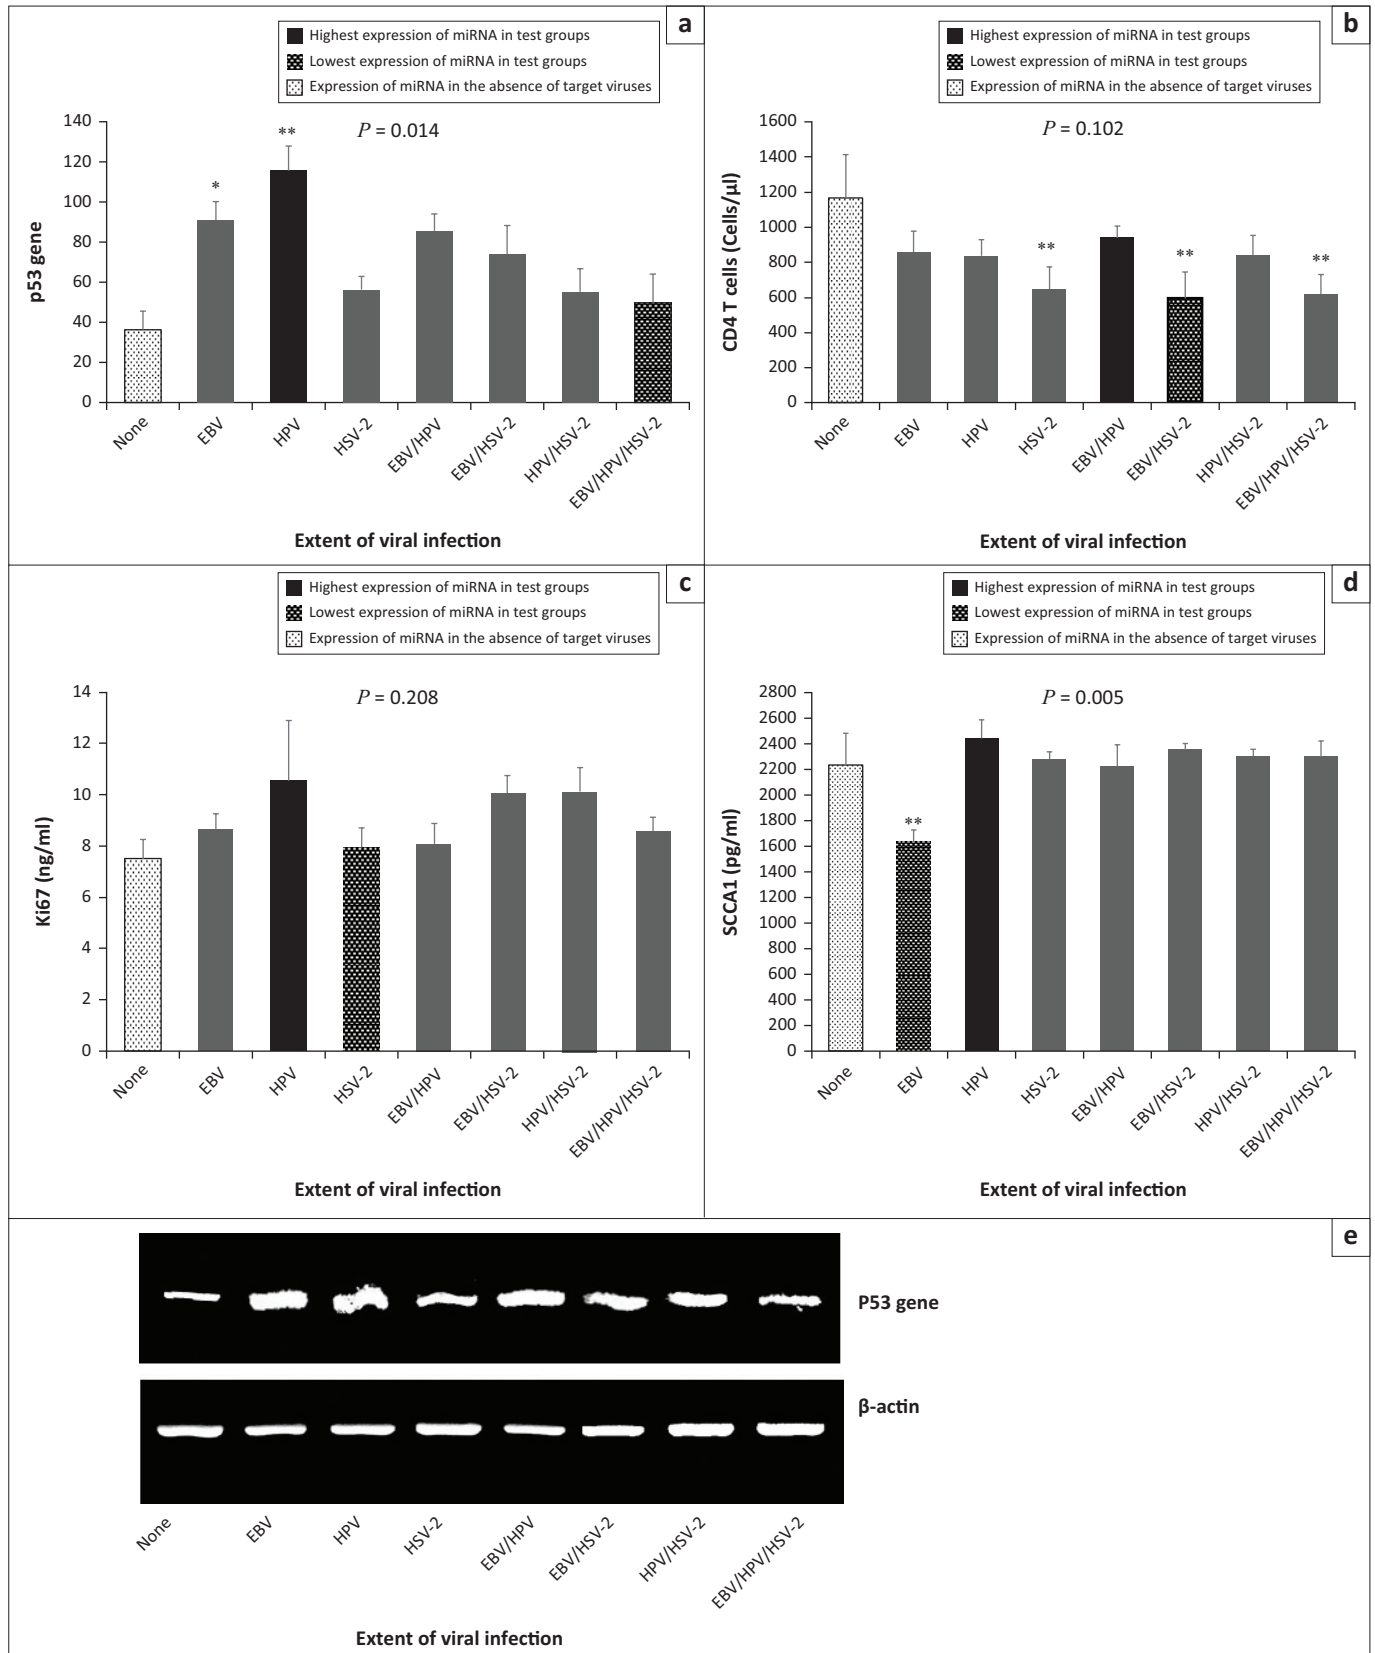 a
Highest expression of miRNA in test groups
Lowest expression of miRNA in test groups
Expression of miRNA in the absence of target viruses
P = 0.014
p53 gene
140
120
100
80
60
40
20
0
*
**
None
EBV
HPV
HSV-2
EBV/HPV
EBV/HSV-2
HPV/HSV-2
EBV/HPV/HSV-2
Extent of viral infection
b
Highest expression of miRNA in test groups
Lowest expression of miRNA in test groups
Expression of miRNA in the absence of target viruses
P = 0.102
CD4 T cells (Cells/µl)
1600
1400
1200
1000
800
600
400
200
0
**
**
**
None
EBV
HPV
HSV-2
EBV/HPV
EBV/HSV-2
HPV/HSV-2
EBV/HPV/HSV-2
Extent of viral infection
c
Highest expression of miRNA in test groups
Lowest expression of miRNA in test groups
Expression of miRNA in the absence of target viruses
P = 0.208
Ki67 (ng/ml)
14
12
10
8
6
4
2
0
None
EBV
HPV
HSV-2
EBV/HPV
EBV/HSV-2
HPV/HSV-2
EBV/HPV/HSV-2
Extent of viral infection
d
Highest expression of miRNA in test groups
Lowest expression of miRNA in test groups
Expression of miRNA in the absence of target viruses
P = 0.005
SCCA1 (pg/ml)
2800
2600
2400
2200
2000
1800
1600
1400
1200
1000
800
600
400
200
0
**
None
EBV
HPV
HSV-2
EBV/HPV
EBV/HSV-2
HPV/HSV-2
EBV/HPV/HSV-2
Extent of viral infection
e
P53 gene
β-actin
None
EBV
HPV
HSV-2
EBV/HPV
EBV/HSV-2
HPV/HSV-2
EBV/HPV/HSV-2
Extent of viral infection